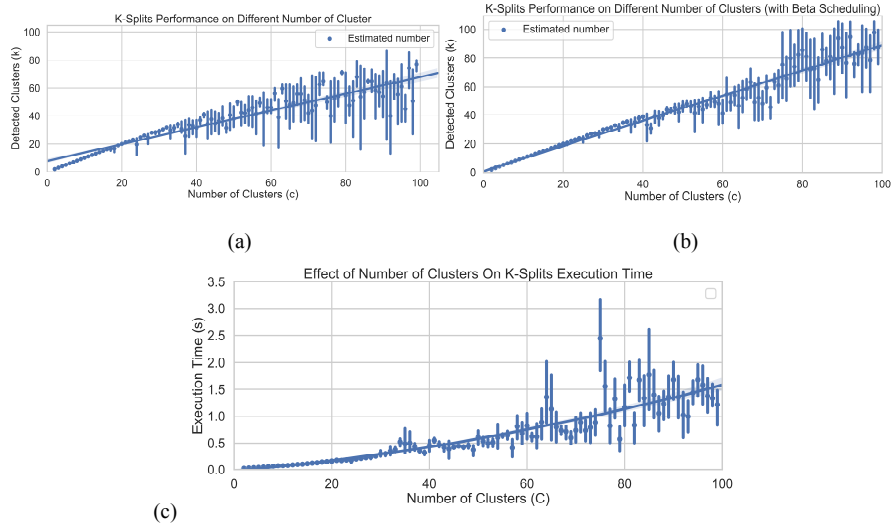 K-Splits Performance on Different Number of Cluster
Estimated number
Detected Clusters (k)
100
80
60
40
20
0
0 20 40 60 80 100
Number of Clusters (c)
(a)
K-Splits Performance on Different Number of Clusters (with Beta Scheduling)
Estimated number
Detected Clusters (k)
100
80
60
40
20
0
0 20 40 60 80 100
Number of Clusters (c)
(b)
Effect of Number of Clusters On K-Splits Execution Time
Execution Time (s)
3.5
3.0
2.5
2.0
1.5
1.0
0.5
0.0
0 20 40 60 80 100
Number of Clusters (C)
(c)